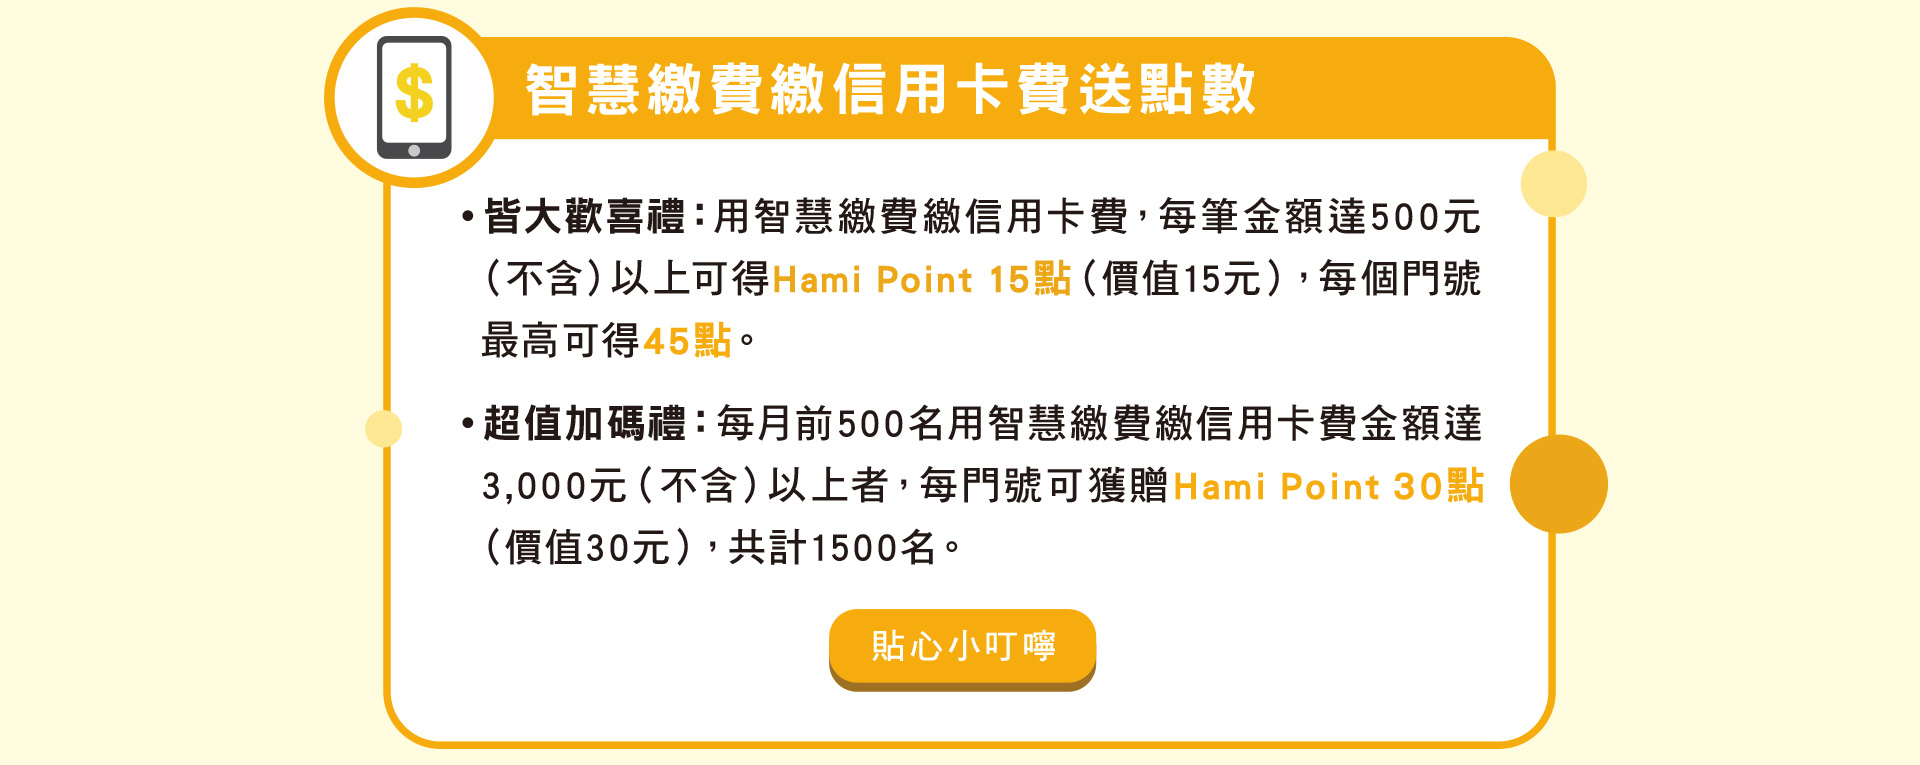 $
智慧繳費繳信用卡費送點數
•皆大歡喜禮：用智慧繳費繳信用卡費，每筆金額達500元
（不含）以上可得Hami Point 15點（價值15元），每個門號
最高可得45點。
•超值加碼禮：每月前500名用智慧繳費繳信用卡費金額達
3,000元（不含）以上者，每門號可獲贈Hami Point 30點
（價值30元），共計1500名。
貼心小叮嚀